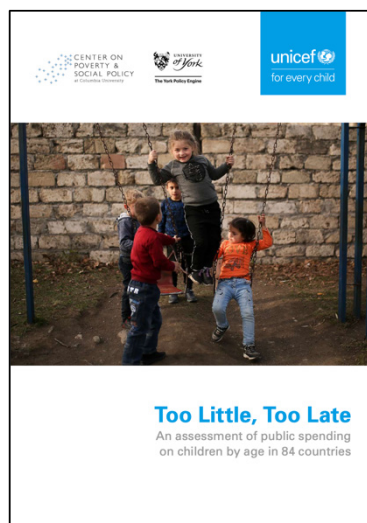 CENTER ON
POVERTY &
SOCIAL POLICY
at Columbia University
UNIVERSITY
of York
The York Policy Engine
unicef
for every child
Too Little, Too Late
An assessment of public spending
on children by age in 84 countries